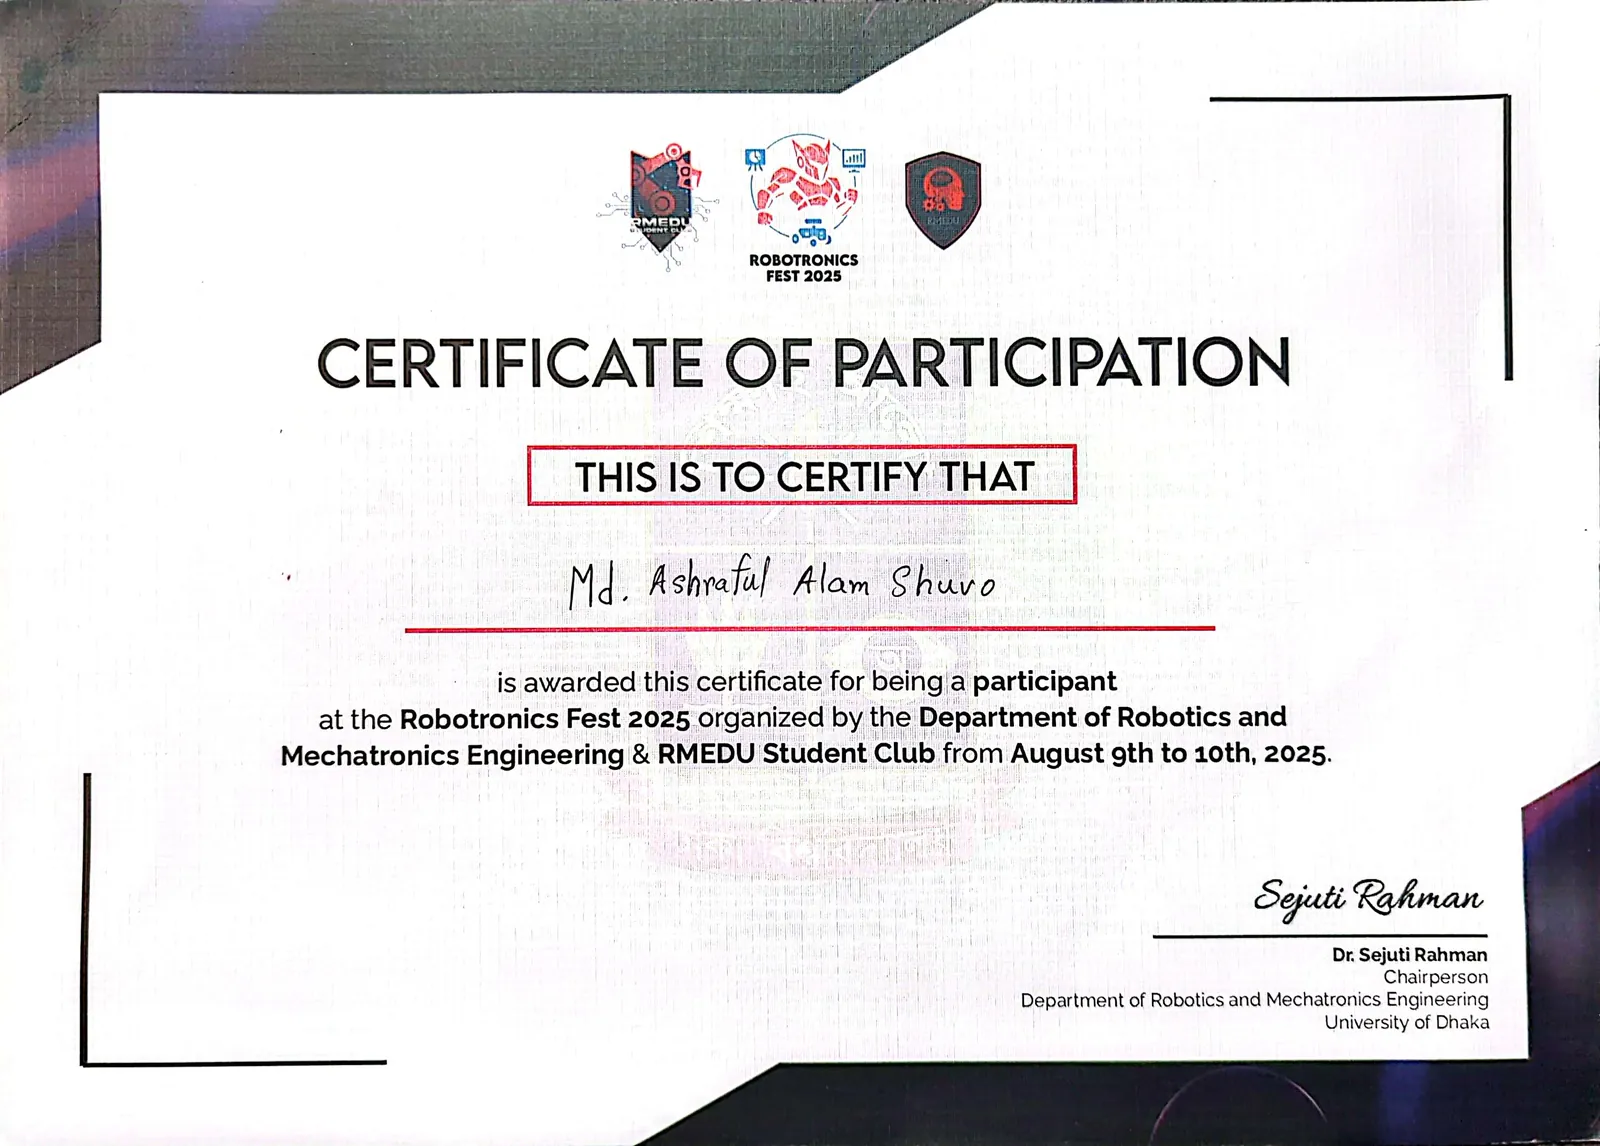 RMEDU
STUDENT CLUB
ROBOTRONICS
FEST 2025
RMEDU
CERTIFICATE OF PARTICIPATION
THIS IS TO CERTIFY THAT
Md. Ashraful Alam Shuvo
is awarded this certificate for being a participant
at the Robotronics Fest 2025 organized by the Department of Robotics and
Mechatronics Engineering & RMEDU Student Club from August 9th to 10th, 2025.
Sejuti Rahman
Dr. Sejuti Rahman
Chairperson
Department of Robotics and Mechatronics Engineering
University of Dhaka